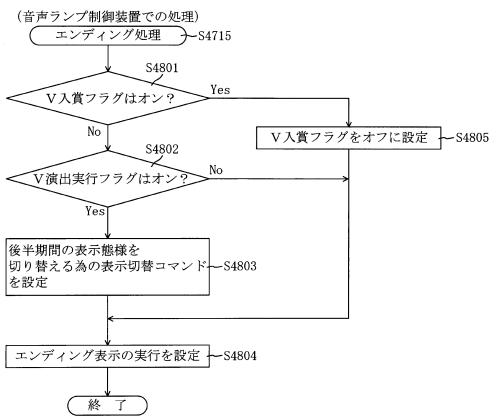 (音声ランプ制御装置での処理)
エンディング処理
S4715
S4801
V入賞フラグはオン?
Yes
No
V入賞フラグをオフに設定
S4805
S4802
V演出実行フラグはオン?
No
Yes
後半期間の表示態様を
切り替える為の表示切替コマンド
を設定
S4803
エンディング表示の実行を設定
S4804
終 了